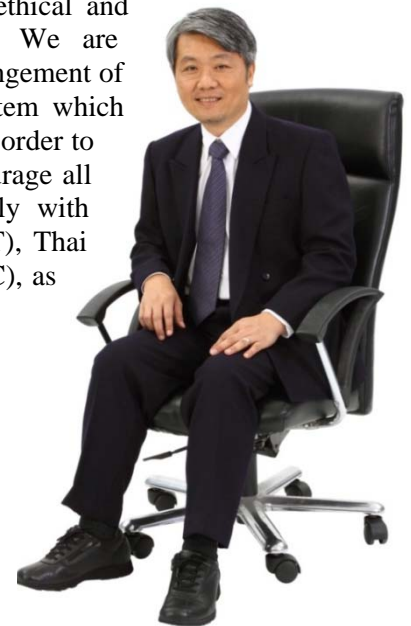 ethical and
We are
ngement of
tem which
order to
rage all
ly with
T), Thai
C), as